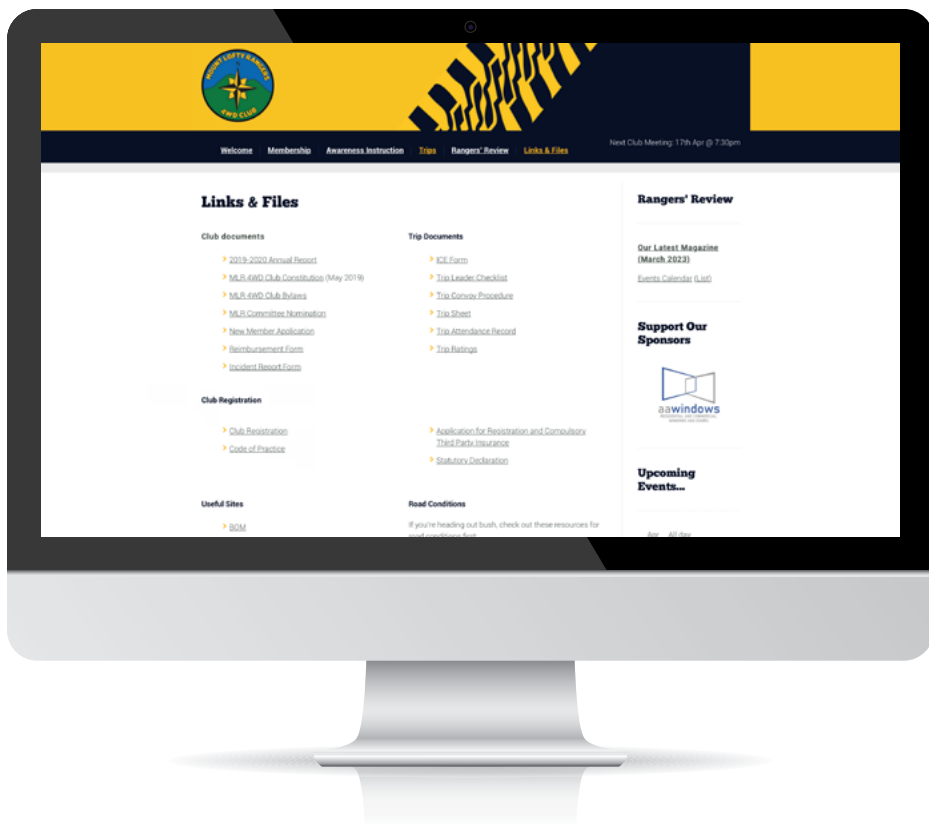 MOUNT LOFTY RANGERS
4WD CLUB
Welcome Membership Awareness Instruction Trips Rangers' Review Links & Files
Next Club Meeting: 17th Apr @ 7:30pm
Links & Files
Club documents
2019-2020 Annual Report
MLR 4WD Club Constitution (May 2019)
MLR 4WD Club Bylaws
MLR Committee Nomination
New Member Application
Reimbursement Form
Incident Report Form
Trip Documents
ICE Form
Trip Leader Checklist
Trip Convoy Procedure
Trip Sheet
Trip Attendance Record
Trip Ratings
Club Registration
Club Registration
Code of Practice
Application for Registration and Compulsory
Third Party Insurance
Statutory Declaration
Useful Sites
BOM
Road Conditions
If you're heading out bush, check out these resources for
road conditions first
Rangers' Review
Our Latest Magazine
(March 2023)
Events Calendar (List)
Support Our
Sponsors
aawindows
Upcoming
Events...
Apr All day